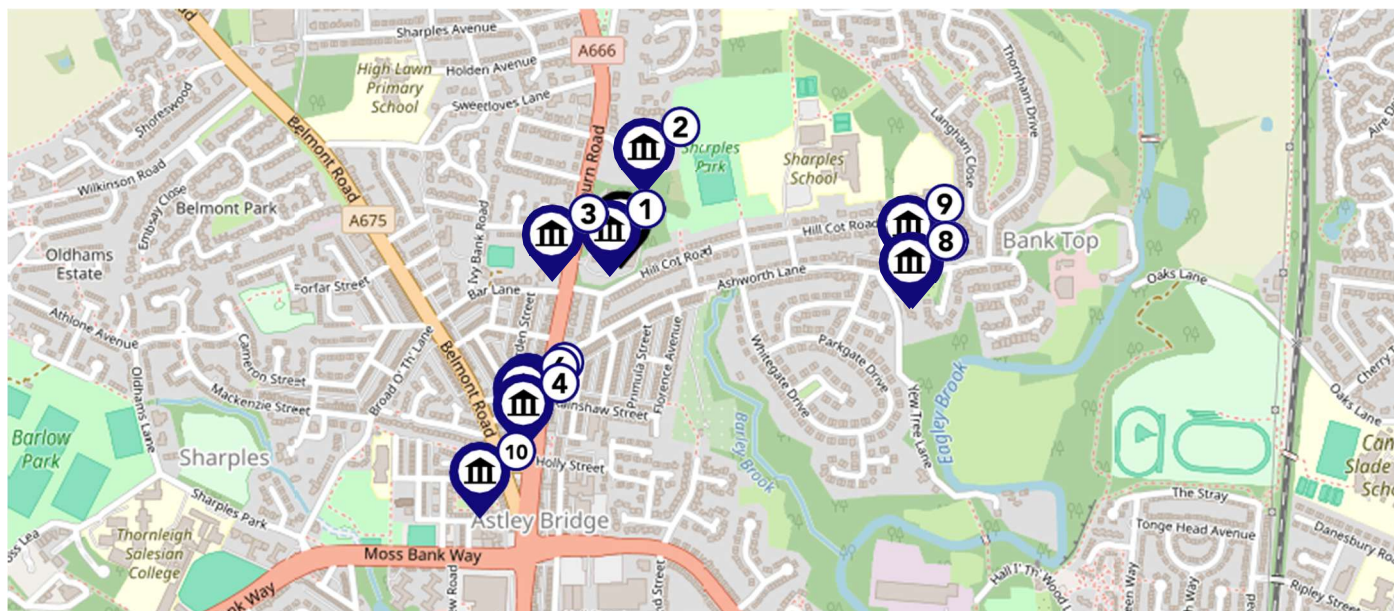 Sharples Avenue
A666
High Lawn
Primary
School
Holden Avenue
Sweetloves Lane
Shoreswood
Belmont Road
Thornham Drive
Langham Close
2
Sharples
Park
Sharples
School
Wilkinson Road
Embsay Close
Belmont Park
A675
Ivy Bank Road
3
1
9
8
Hill Cot Road
Hill Cot Road
Bank Top
Oldhams
Estate
Ashworth Lane
Oaks Lane
Forfar Street
Bar Lane
Athlone Avenue
Cameron Street
Oldhams Lane
Mackenzie Street
Broad O' Th' Lane
Belmont Road
4
Primula Street
Florence Avenue
Whitegate Drive
Parkgate Drive
Yew Tree Lane
Eagley Brook
Barley Brook
Oaks Lane
Barlow
Park
Sharples
10
Holly Street
Sharples Park
Astley Bridge
Thornleigh
Salesian
College
Moss Bank Way
The Stray
Tonge Head Avenue
Danesbury Road
Ripley Street